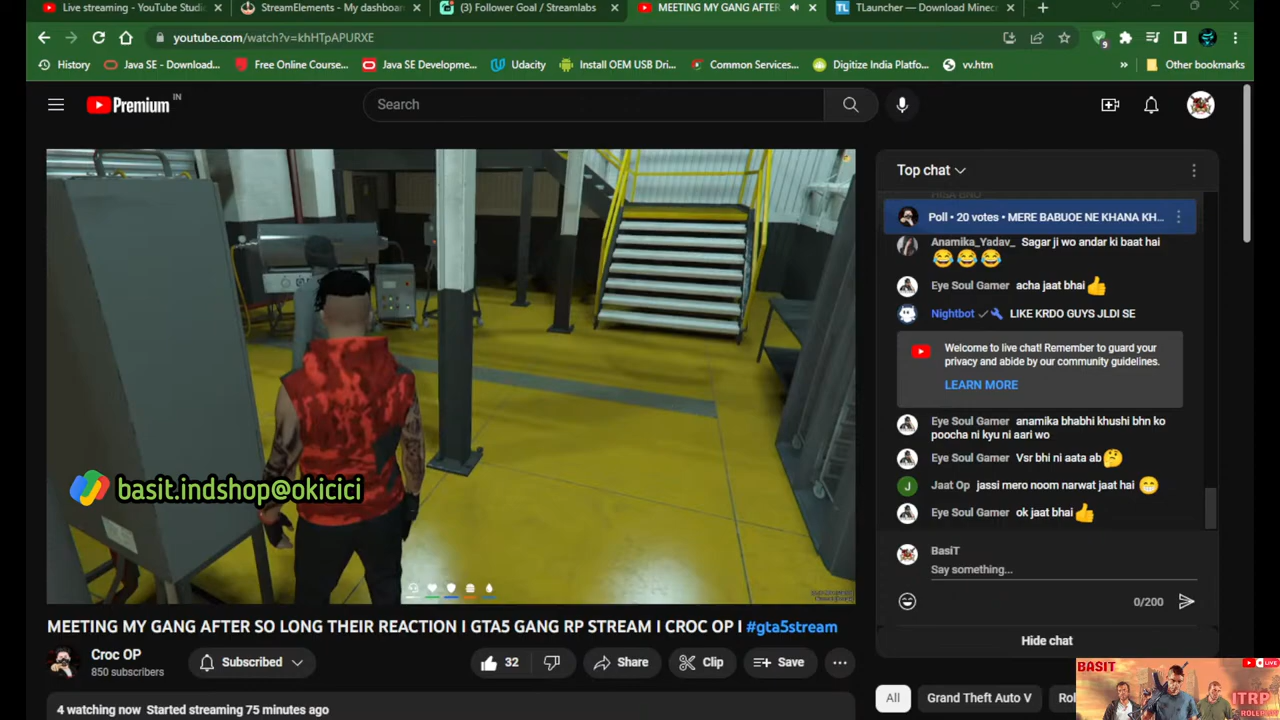 Live streaming - YouTube Studi
StreamElements - My dashboa
(3) Follower Goal / Streamlabs
MEETING MY GANG AFTER
TLauncher — Download Minec
youtube.com/watch?v=khHTpAPURXE
9
History
Java SE - Download...
Free Online Course...
Java SE Developme...
Udacity
Install OEM USB Driv...
Common Services...
Digitize India Platfo...
vv.htm
Other bookmarks
Premium IN
Search
Top chat
Poll • 20 votes • MERE BABUOE NE KHANA KH...
Anamika_Yadav_ Sagar ji wo andar ki baat hai
😂😂😂
Eye Soul Gamer acha jaat bhai👍
Nightbot LIKE KRDO GUYS JLDI SE
Welcome to live chat! Remember to guard your
privacy and abide by our community guidelines.
LEARN MORE
Eye Soul Gamer anamika bhabhi khushi bhn ko
poocha ni kyu ni aari wo
Eye Soul Gamer Vsr bhi ni aata ab🤔
J Jaat Op jassi mero noom narwat jaat hai 😁
Eye Soul Gamer ok jaat bhai👍
BasiT
Say something...
0/200
Hide chat
basit.indshop@okicici
MEETING MY GANG AFTER SO LONG THEIR REACTION I GTA5 GANG RP STREAM I CROC OP I #gta5stream
Croc OP
850 subscribers
Subscribed
32
Share
Clip
Save
4 watching now Started streaming 75 minutes ago
All
Grand Theft Auto V
Rol
BASIT
LIVE
ITRP
ROLLPL